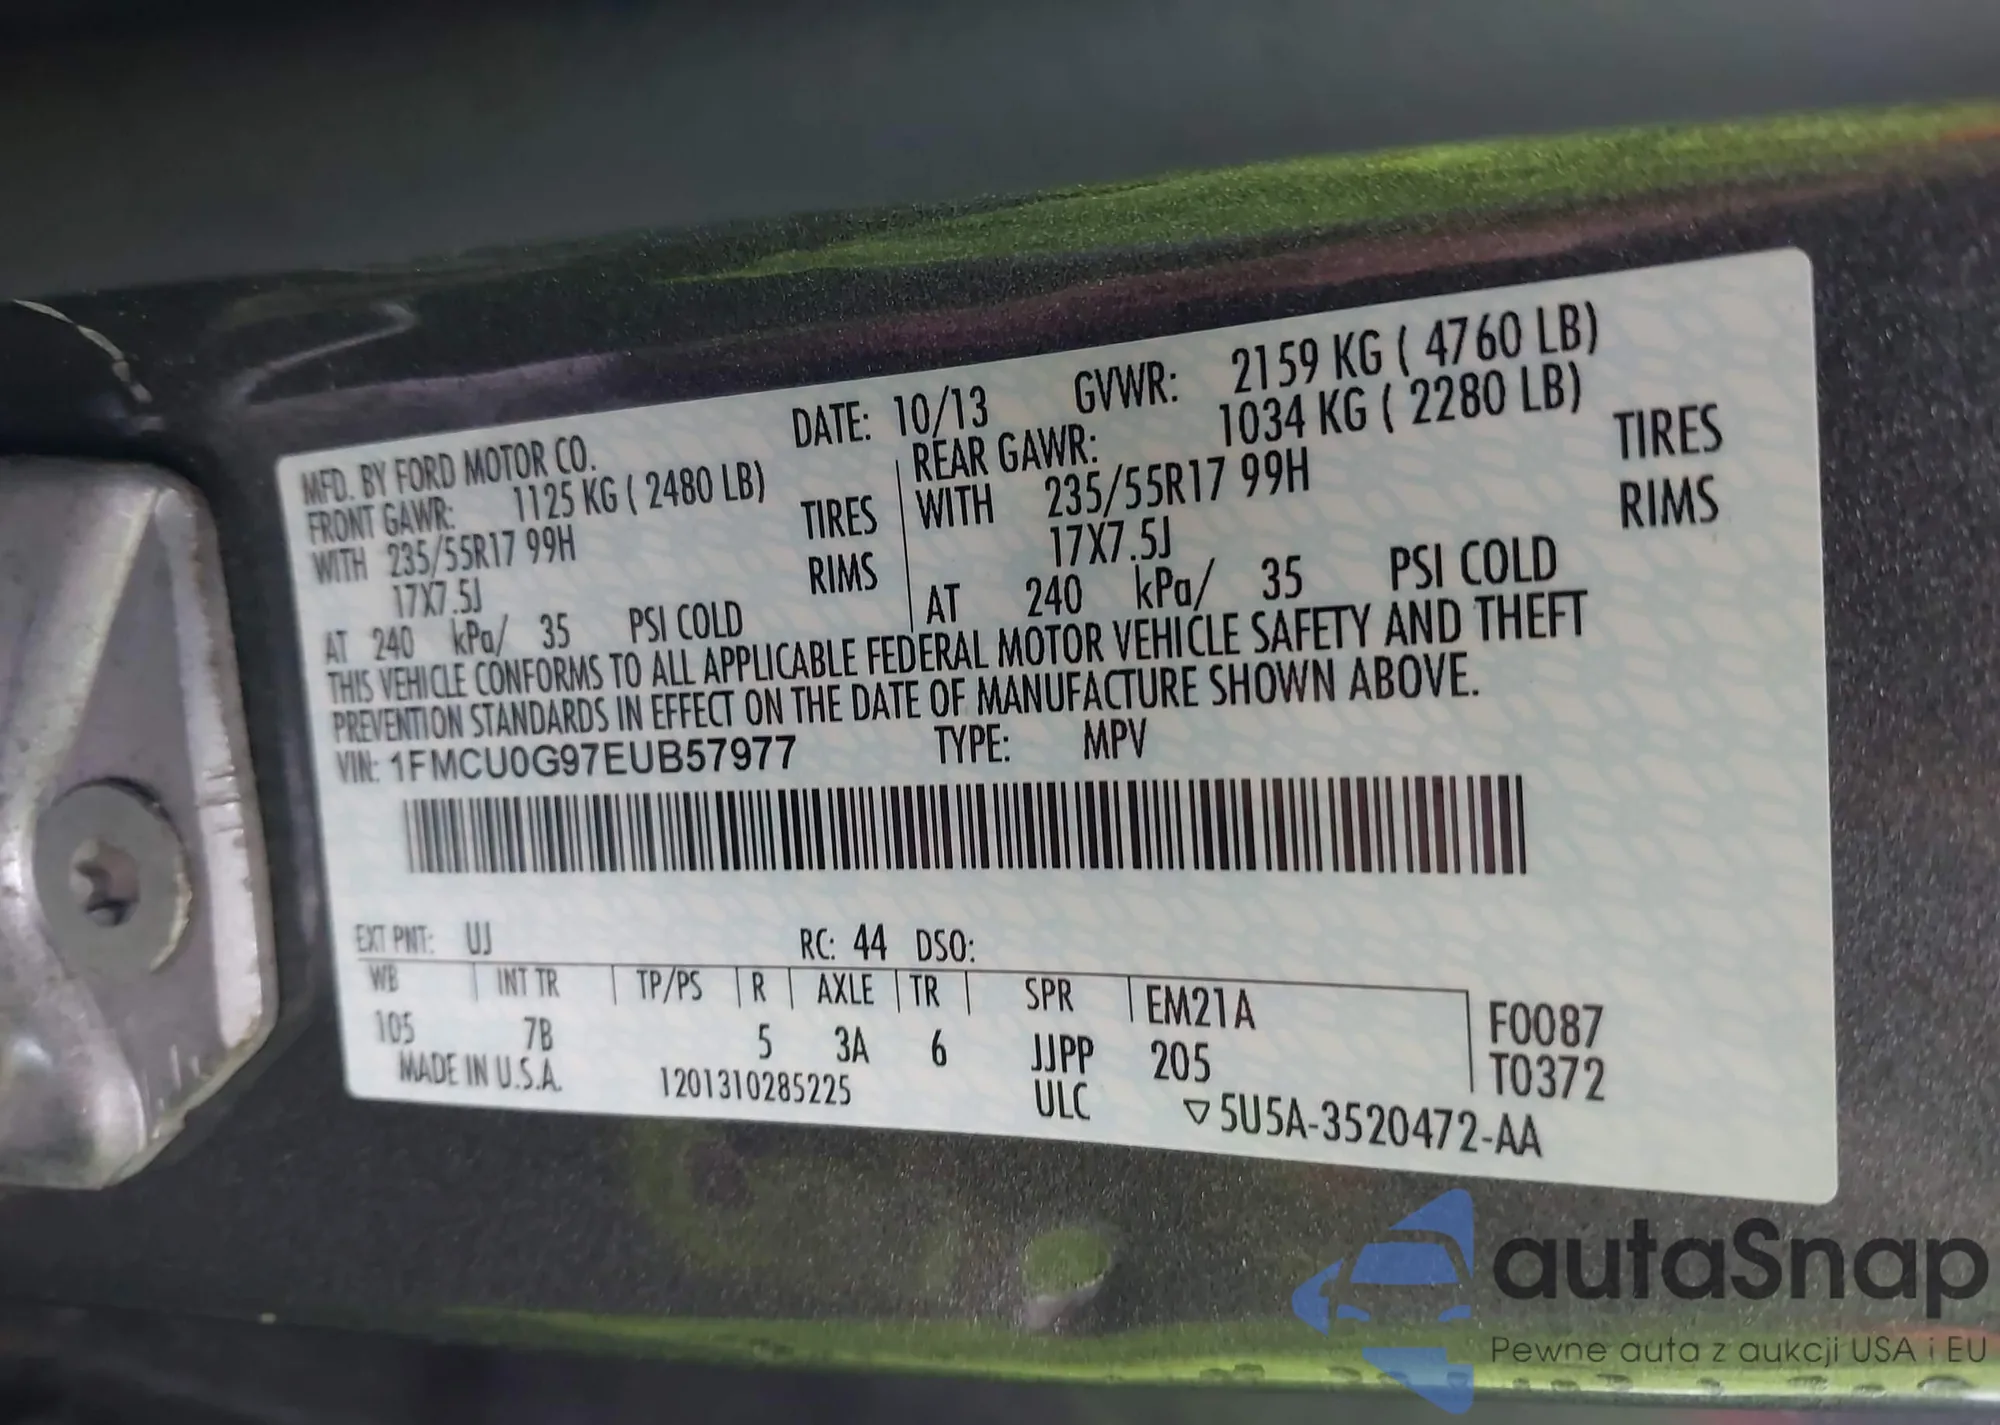 MFD. BY FORD MOTOR CO. DATE: 10/13 GVWR: 2159 KG ( 4760 LB)
FRONT GAWR: 1125 KG ( 2480 LB) REAR GAWR: 1034 KG ( 2280 LB)
WITH 235/55R17 99H TIRES WITH 235/55R17 99H TIRES
17X7.5J RIMS 17X7.5J RIMS
AT 240 kPa/ 35 PSI COLD AT 240 kPa/ 35 PSI COLD
THIS VEHICLE CONFORMS TO ALL APPLICABLE FEDERAL MOTOR VEHICLE SAFETY AND THEFT
PREVENTION STANDARDS IN EFFECT ON THE DATE OF MANUFACTURE SHOWN ABOVE.
VIN: 1FMCU0G97EUB57977 TYPE: MPV
EXT PNT: UJ RC: 44 DSO:
WB INT TR TP/PS R AXLE TR SPR EM21A F0087
105 7B 5 3A 6 JJPP 205 T0372
MADE IN U.S.A. 1201310285225 ULC ▽5U5A-3520472-AA
autaSnap
Pewne auta z aukcji USA i EU